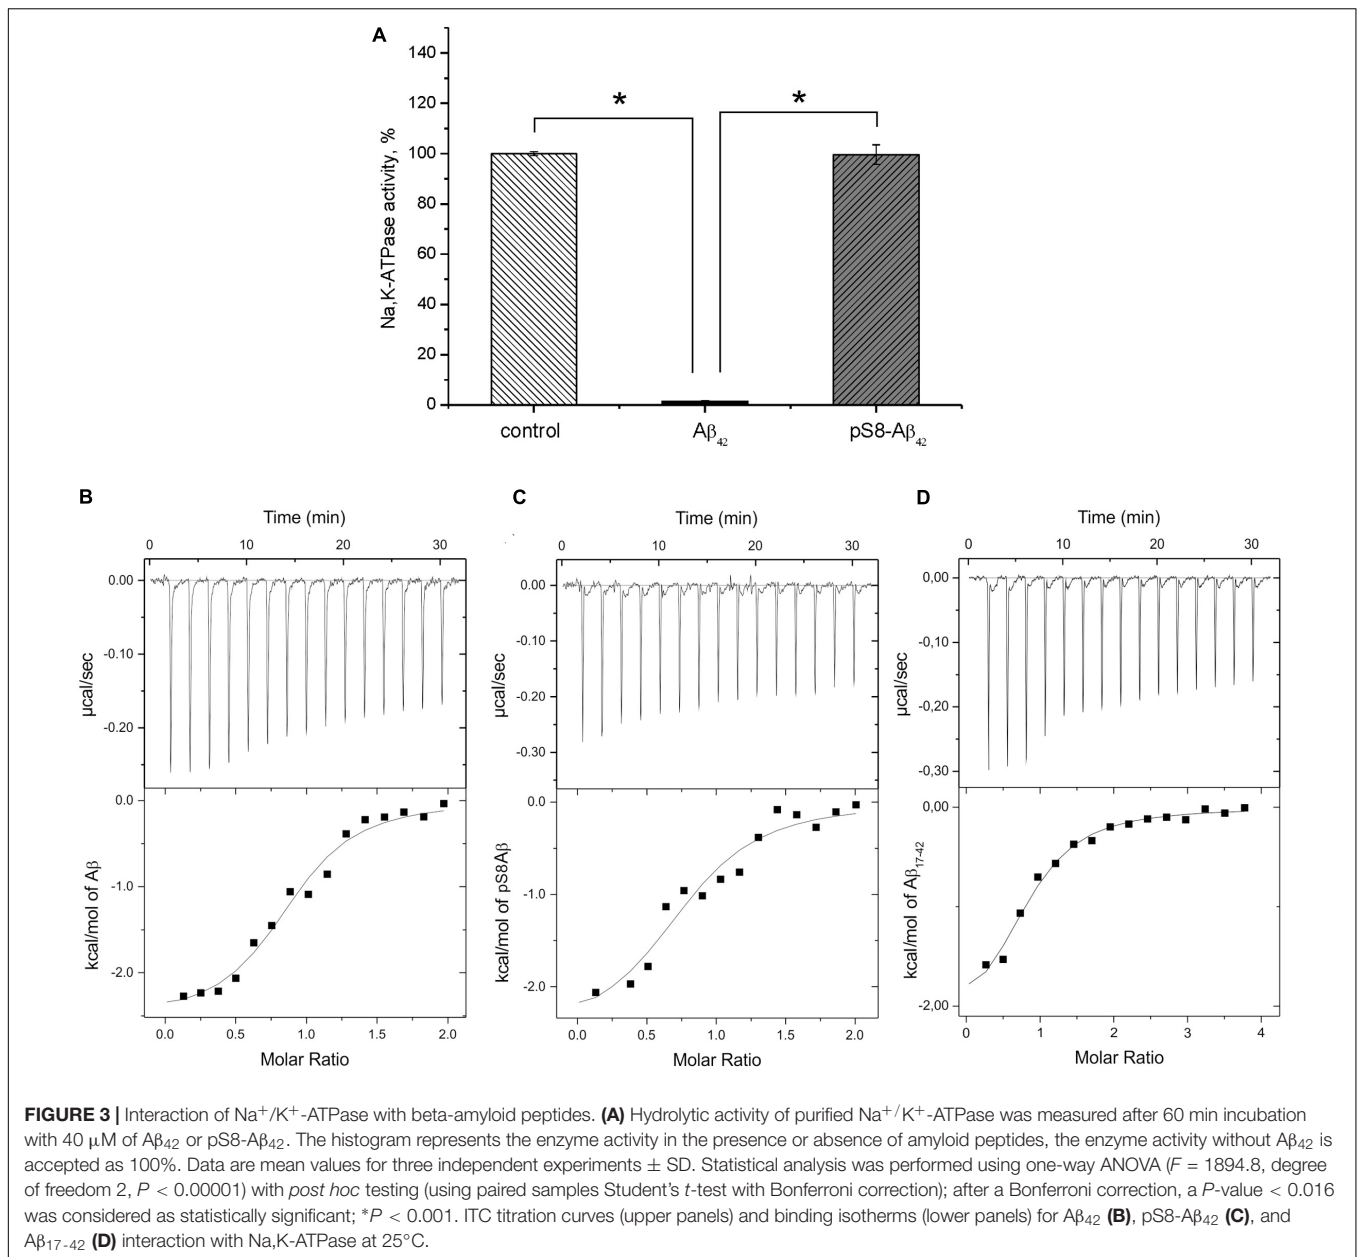 A
140
120
100
80
60
40
20
0
Na,K-ATPase activity, %
*
*
control
Aβ42
pS8-Aβ42
B
Time (min)
0 10 20 30
0.00
-0.10
-0.20
µcal/sec
0.0
-1.0
-2.0
kcal/mol of Aβ
0.0 0.5 1.0 1.5 2.0
Molar Ratio
C
Time (min)
0 10 20 30
0.00
-0.10
-0.20
-0.30
µcal/sec
0.0
-1.0
-2.0
kcal/mol of pS8Aβ
0.0 0.5 1.0 1.5 2.0
Molar Ratio
D
Time (min)
0 10 20 30
0,00
-0,10
-0,20
-0,30
µcal/sec
0,00
-1,00
-2,00
kcal/mol of Aβ17-42
0 1 2 3 4
Molar Ratio
FIGURE 3 | Interaction of Na+/K+-ATPase with beta-amyloid peptides. (A) Hydrolytic activity of purified Na+/K+-ATPase was measured after 60 min incubation
with 40 µM of Aβ42 or pS8-Aβ42. The histogram represents the enzyme activity in the presence or absence of amyloid peptides, the enzyme activity without Aβ42 is
accepted as 100%. Data are mean values for three independent experiments ± SD. Statistical analysis was performed using one-way ANOVA (F = 1894.8, degree
of freedom 2, P < 0.00001) with post hoc testing (using paired samples Student's t-test with Bonferroni correction); after a Bonferroni correction, a P-value < 0.016
was considered as statistically significant; *P < 0.001. ITC titration curves (upper panels) and binding isotherms (lower panels) for Aβ42 (B), pS8-Aβ42 (C), and
Aβ17-42 (D) interaction with Na,K-ATPase at 25°C.